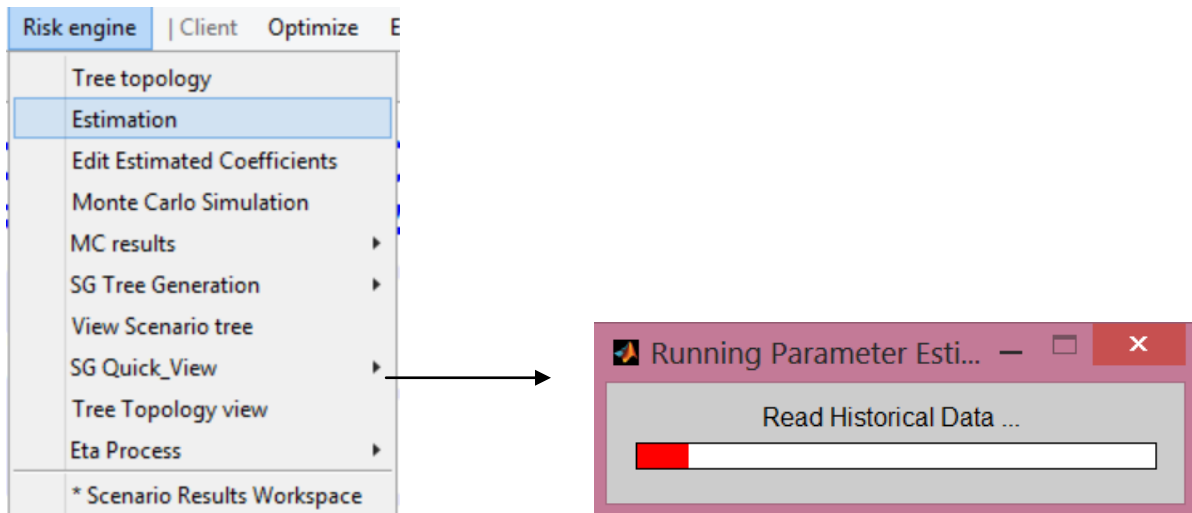 Risk engine | Client Optimize E
Tree topology
Estimation
Edit Estimated Coefficients
Monte Carlo Simulation
MC results
SG Tree Generation
View Scenario tree
SG Quick_View
Tree Topology view
Eta Process
* Scenario Results Workspace
Running Parameter Esti...
Read Historical Data ...